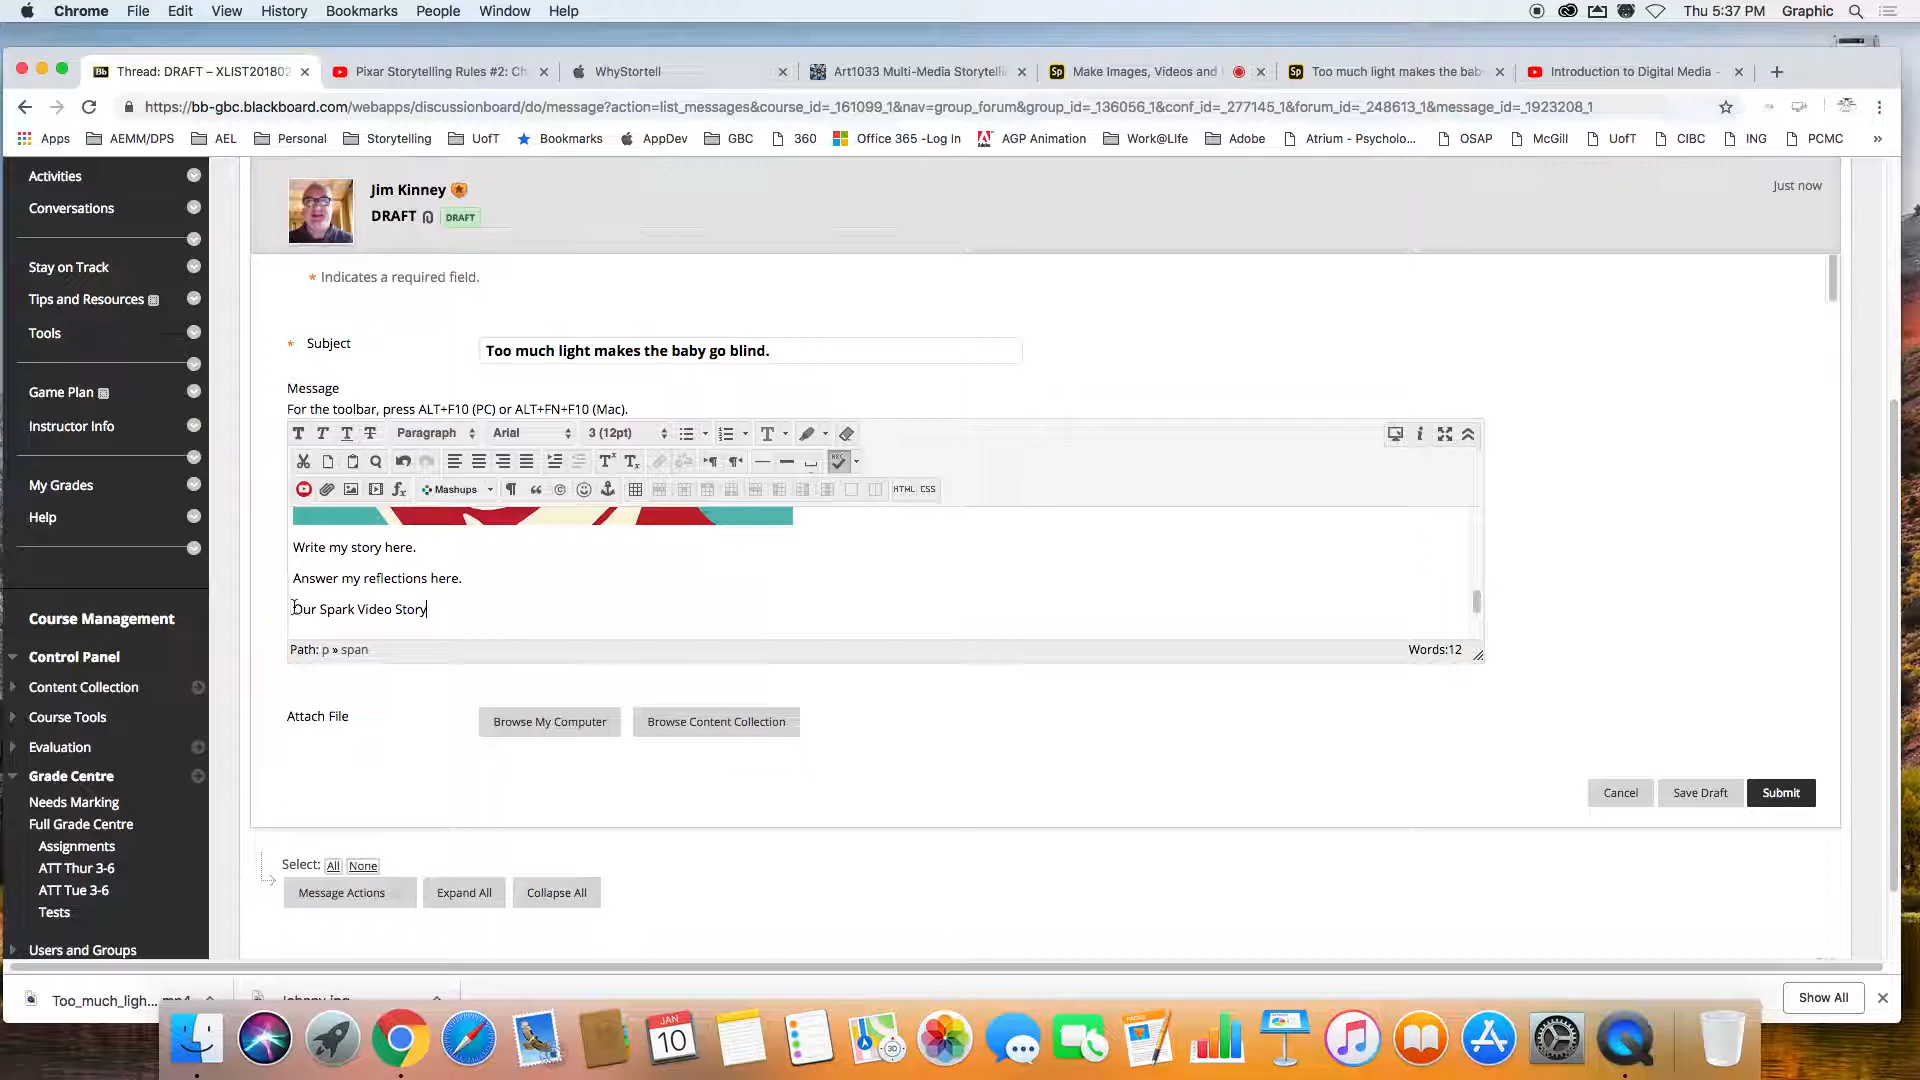 Chrome File Edit View History Bookmarks People Window Help Thu 5:37 PM Graphic
Thread: DRAFT – XLIST201802 Pixar Storytelling Rules #2: Ch WhyStortell Art1033 Multi-Media Storytelli Make Images, Videos and Too much light makes the bab Introduction to Digital Media -
https://bb-gbc.blackboard.com/webapps/discussionboard/do/message?action=list_messages&course_id=_161099_1&nav=group_forum&group_id=_136056_1&conf_id=_277145_1&forum_id=_248613_1&message_id=_1923208_1
Apps AEMM/DPS AEL Personal Storytelling UofT Bookmarks AppDev GBC 360 Office 365 -Log In AGP Animation Work@LIfe Adobe Atrium - Psycholo... OSAP McGill UofT CIBC ING PCMC »
Activities
Conversations
Stay on Track
Tips and Resources
Tools
Game Plan
Instructor Info
My Grades
Help
Course Management
Control Panel
Content Collection
Course Tools
Evaluation
Grade Centre
Needs Marking
Full Grade Centre
Assignments
ATT Thur 3-6
ATT Tue 3-6
Tests
Users and Groups
Jim Kinney
Just now
DRAFT DRAFT
* Indicates a required field.
* Subject Too much light makes the baby go blind.
Message
For the toolbar, press ALT+F10 (PC) or ALT+FN+F10 (Mac).
T T T T Paragraph Arial 3 (12pt)
Mashups HTML CSS
Write my story here.
Answer my reflections here.
Our Spark Video Story
Path: p » span Words:12
Attach File Browse My Computer Browse Content Collection
Cancel Save Draft Submit
Select: All None
Message Actions Expand All Collapse All
Too_much_ligh....mp4 Johnny.jpg Show All
JAN
10